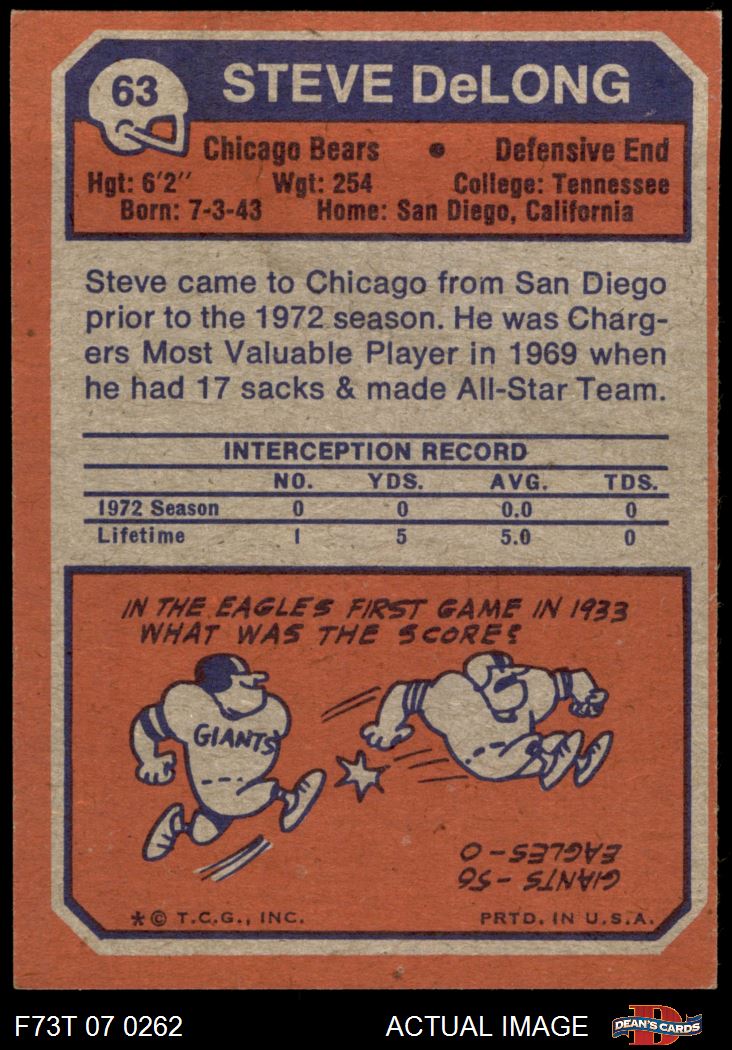 63
STEVE DeLONG
Chicago Bears • Defensive End
Hgt: 6'2" Wgt: 254 College: Tennessee
Born: 7-3-43 Home: San Diego, California
Steve came to Chicago from San Diego
prior to the 1972 season. He was Charg-
ers Most Valuable Player in 1969 when
he had 17 sacks & made All-Star Team.
INTERCEPTION RECORD
NO. YDS. AVG. TDS.
1972 Season 0 0 0.0 0
Lifetime 1 5 5.0 0
IN THE EAGLES FIRST GAME IN 1933
WHAT WAS THE SCORE?
GIANTS
GIANTS - 56
EAGLES - 0
* © T.C.G., INC. PRTD. IN U.S.A.
F73T 07 0262 ACTUAL IMAGE DEAN'S CARDS